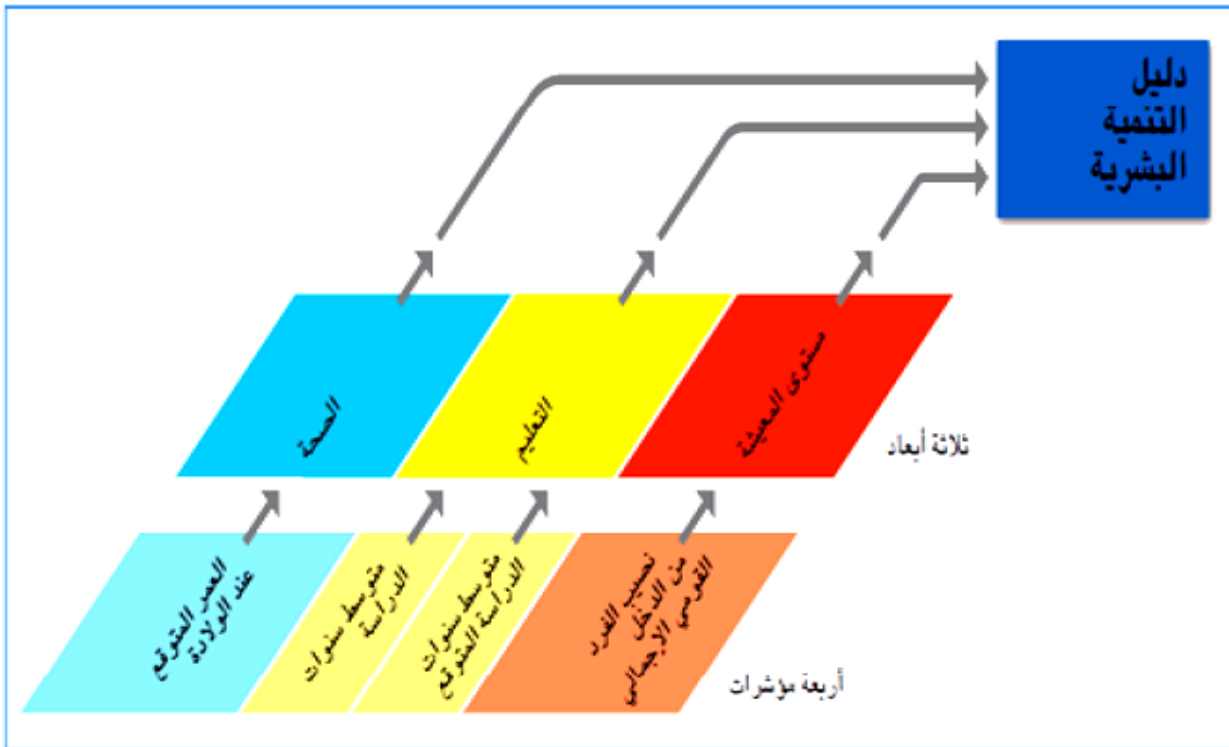 دليل
التنمية
البشرية
مستوى المعيشة
التعليم
الصحة
ثلاثة أبعاد
نصيب الفرد
من الدخل
القومي الإجمالي
متوسط سنوات
الدراسة المتوقع
متوسط سنوات
الدراسة
العمر المتوقع
عند الولادة
أربعة مؤشرات